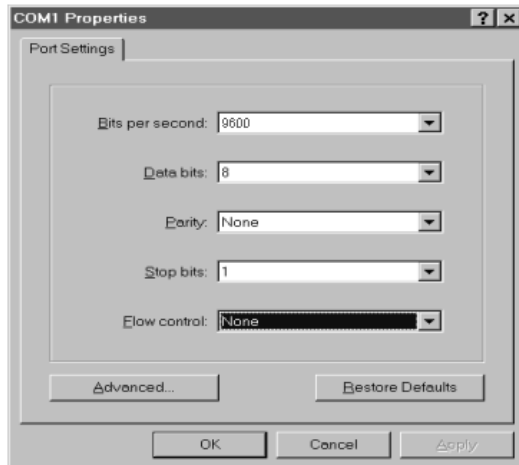 COM1 Properties
Port Settings
Bits per second: 9600
Data bits: 8
Parity: None
Stop bits: 1
Flow control: None
Advanced... Restore Defaults
OK Cancel Apply